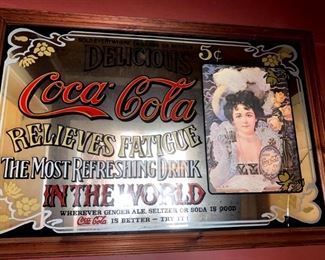 DELICIOUS
5¢
Coca-Cola
RELIEVES FATIGUE
THE MOST REFRESHING DRINK
IN THE WORLD
WHEREVER GINGER ALE, SELTZER OR SODA IS GOOD
Coca-Cola IS BETTER - TRY IT!